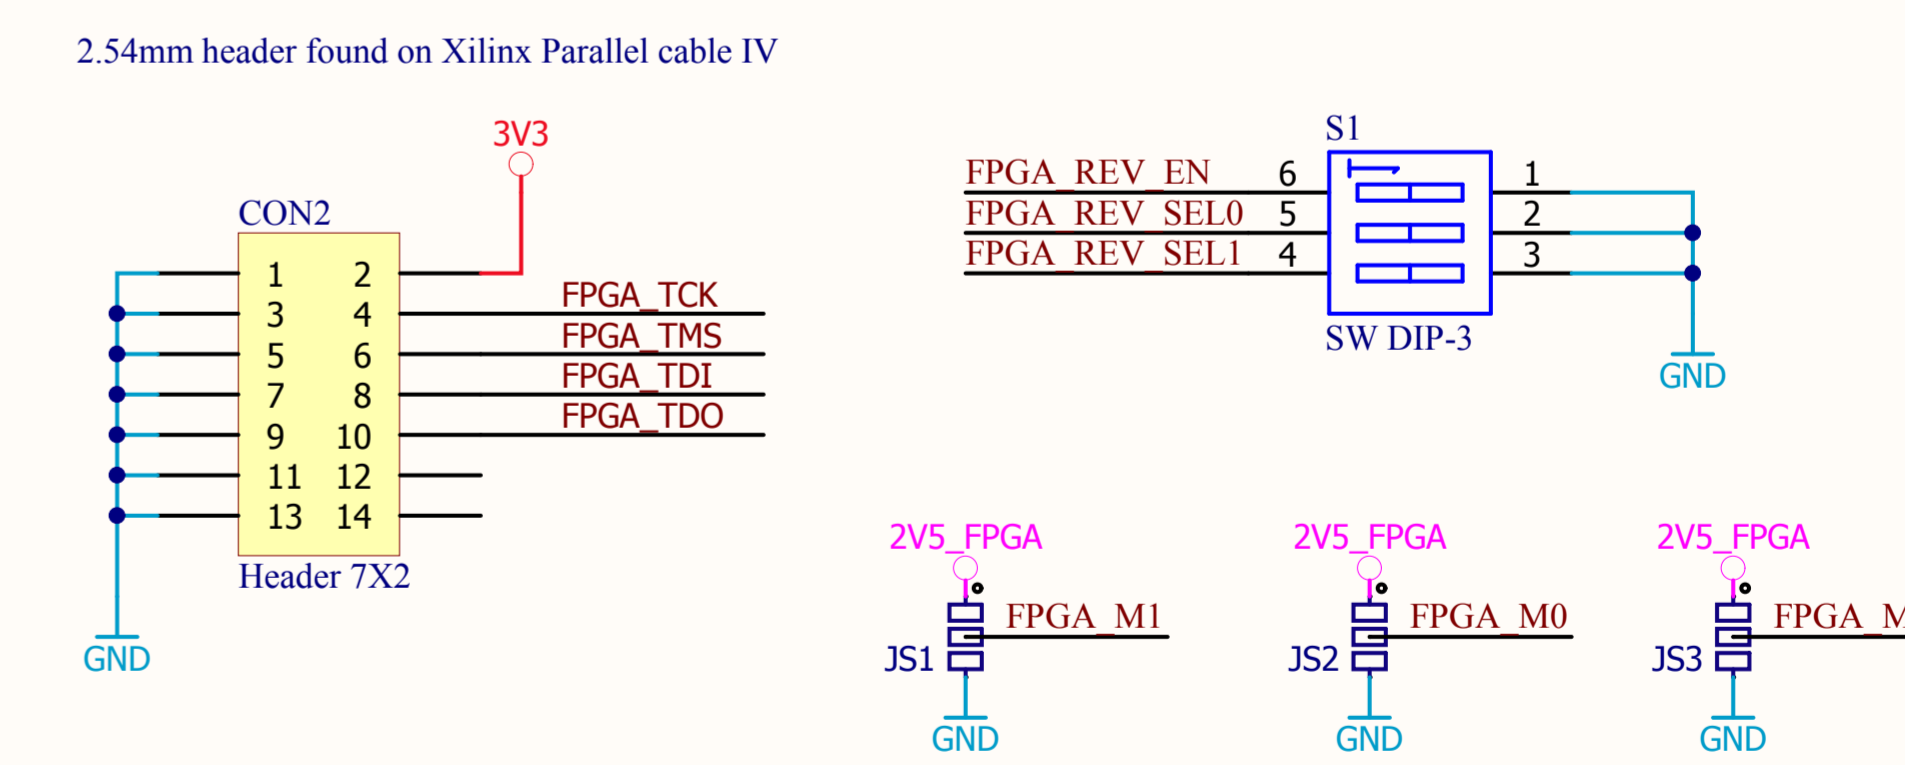 2.54mm header found on Xilinx Parallel cable IV
3V3
CON2
1 2
3 4
5 6
7 8
9 10
11 12
13 14
FPGA_TCK
FPGA_TMS
FPGA_TDI
FPGA_TDO
Header 7X2
GND
S1
FPGA_REV_EN 6 1
FPGA_REV_SEL0 5 2
FPGA_REV_SEL1 4 3
SW DIP-3
GND
2V5_FPGA
FPGA_M1
JS1
GND
2V5_FPGA
FPGA_M0
JS2
GND
2V5_FPGA
FPGA_M
JS3
GND